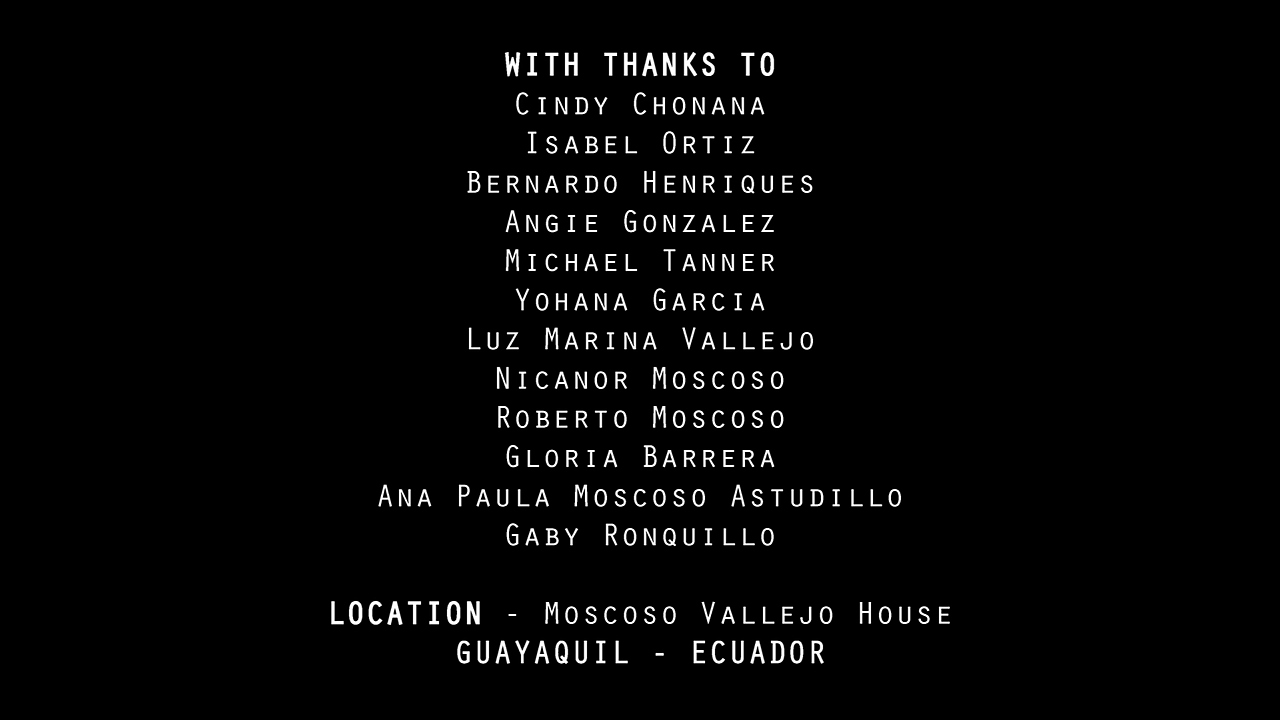 WITH THANKS TO
Cindy Chonana
Isabel Ortiz
Bernardo Henriques
Angie Gonzalez
Michael Tanner
Yohana Garcia
Luz Marina Vallejo
Nicanor Moscoso
Roberto Moscoso
Gloria Barrera
Ana Paula Moscoso Astudillo
Gaby Ronquillo
LOCATION - Moscoso Vallejo House
GUAYAQUIL - ECUADOR